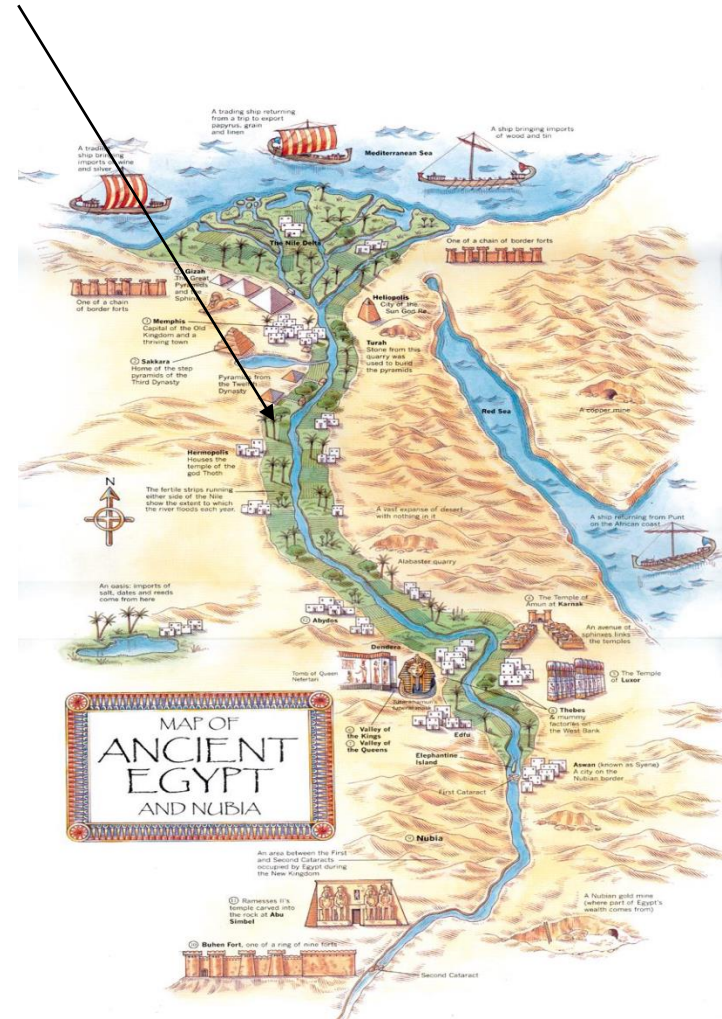 A trading ship returning
from a trip to export
papyrus, grain
and linen
A ship bringing imports
of wood and tin
Mediterranean Sea
A trading
ship bringing
imports of wine
and silver
The Nile Delta
One of a chain of border forts
Gizah
The Great
Pyramids
and the
Sphinx
One of a chain
of border forts
Heliopolis
City of the
Sun God Re
① Memphis
Capital of the Old
Kingdom and a
thriving town
Turah
Stone from this
quarry was
used to build
the pyramids
② Sakkara
Home of the step
pyramids of the
Third Dynasty
Pyramids from
the Twelfth
Dynasty
Red Sea
A copper mine
Hermopolis
Houses the
temple of the
god Thoth
N
The fertile strips running
either side of the Nile
show the extent to which
the river floods each year.
A vast expanse of desert
with nothing in it
A ship returning from Punt
on the African coast
Alabaster quarry
An oasis: imports of
salt, dates and reeds
come from here
④ The Temple of
Amun at Karnak
Abydos
An avenue of
sphinxes links
the temples
Dendera
Tomb of Queen
Nefertari
⑤ The Temple
of Luxor
Tutankhamun's
Thebes
& mummy
factories on
the West Bank
⑥ Valley of
the Kings
⑦ Valley of
the Queens
Edfu
Elephantine
Island
Aswan (known as Syene)
A city on the
Nubian border
First Cataract
MAP OF
ANCIENT
EGYPT
AND NUBIA
⑨ Nubia
An area between the First
and Second Cataracts
occupied by Egypt during
the New Kingdom
⑪ Ramesses II's
temple carved into
the rock at Abu
Simbel
A Nubian gold mine
(where part of Egypt's
wealth comes from)
⑩ Buhen Fort, one of a ring of nine forts
Second Cataract